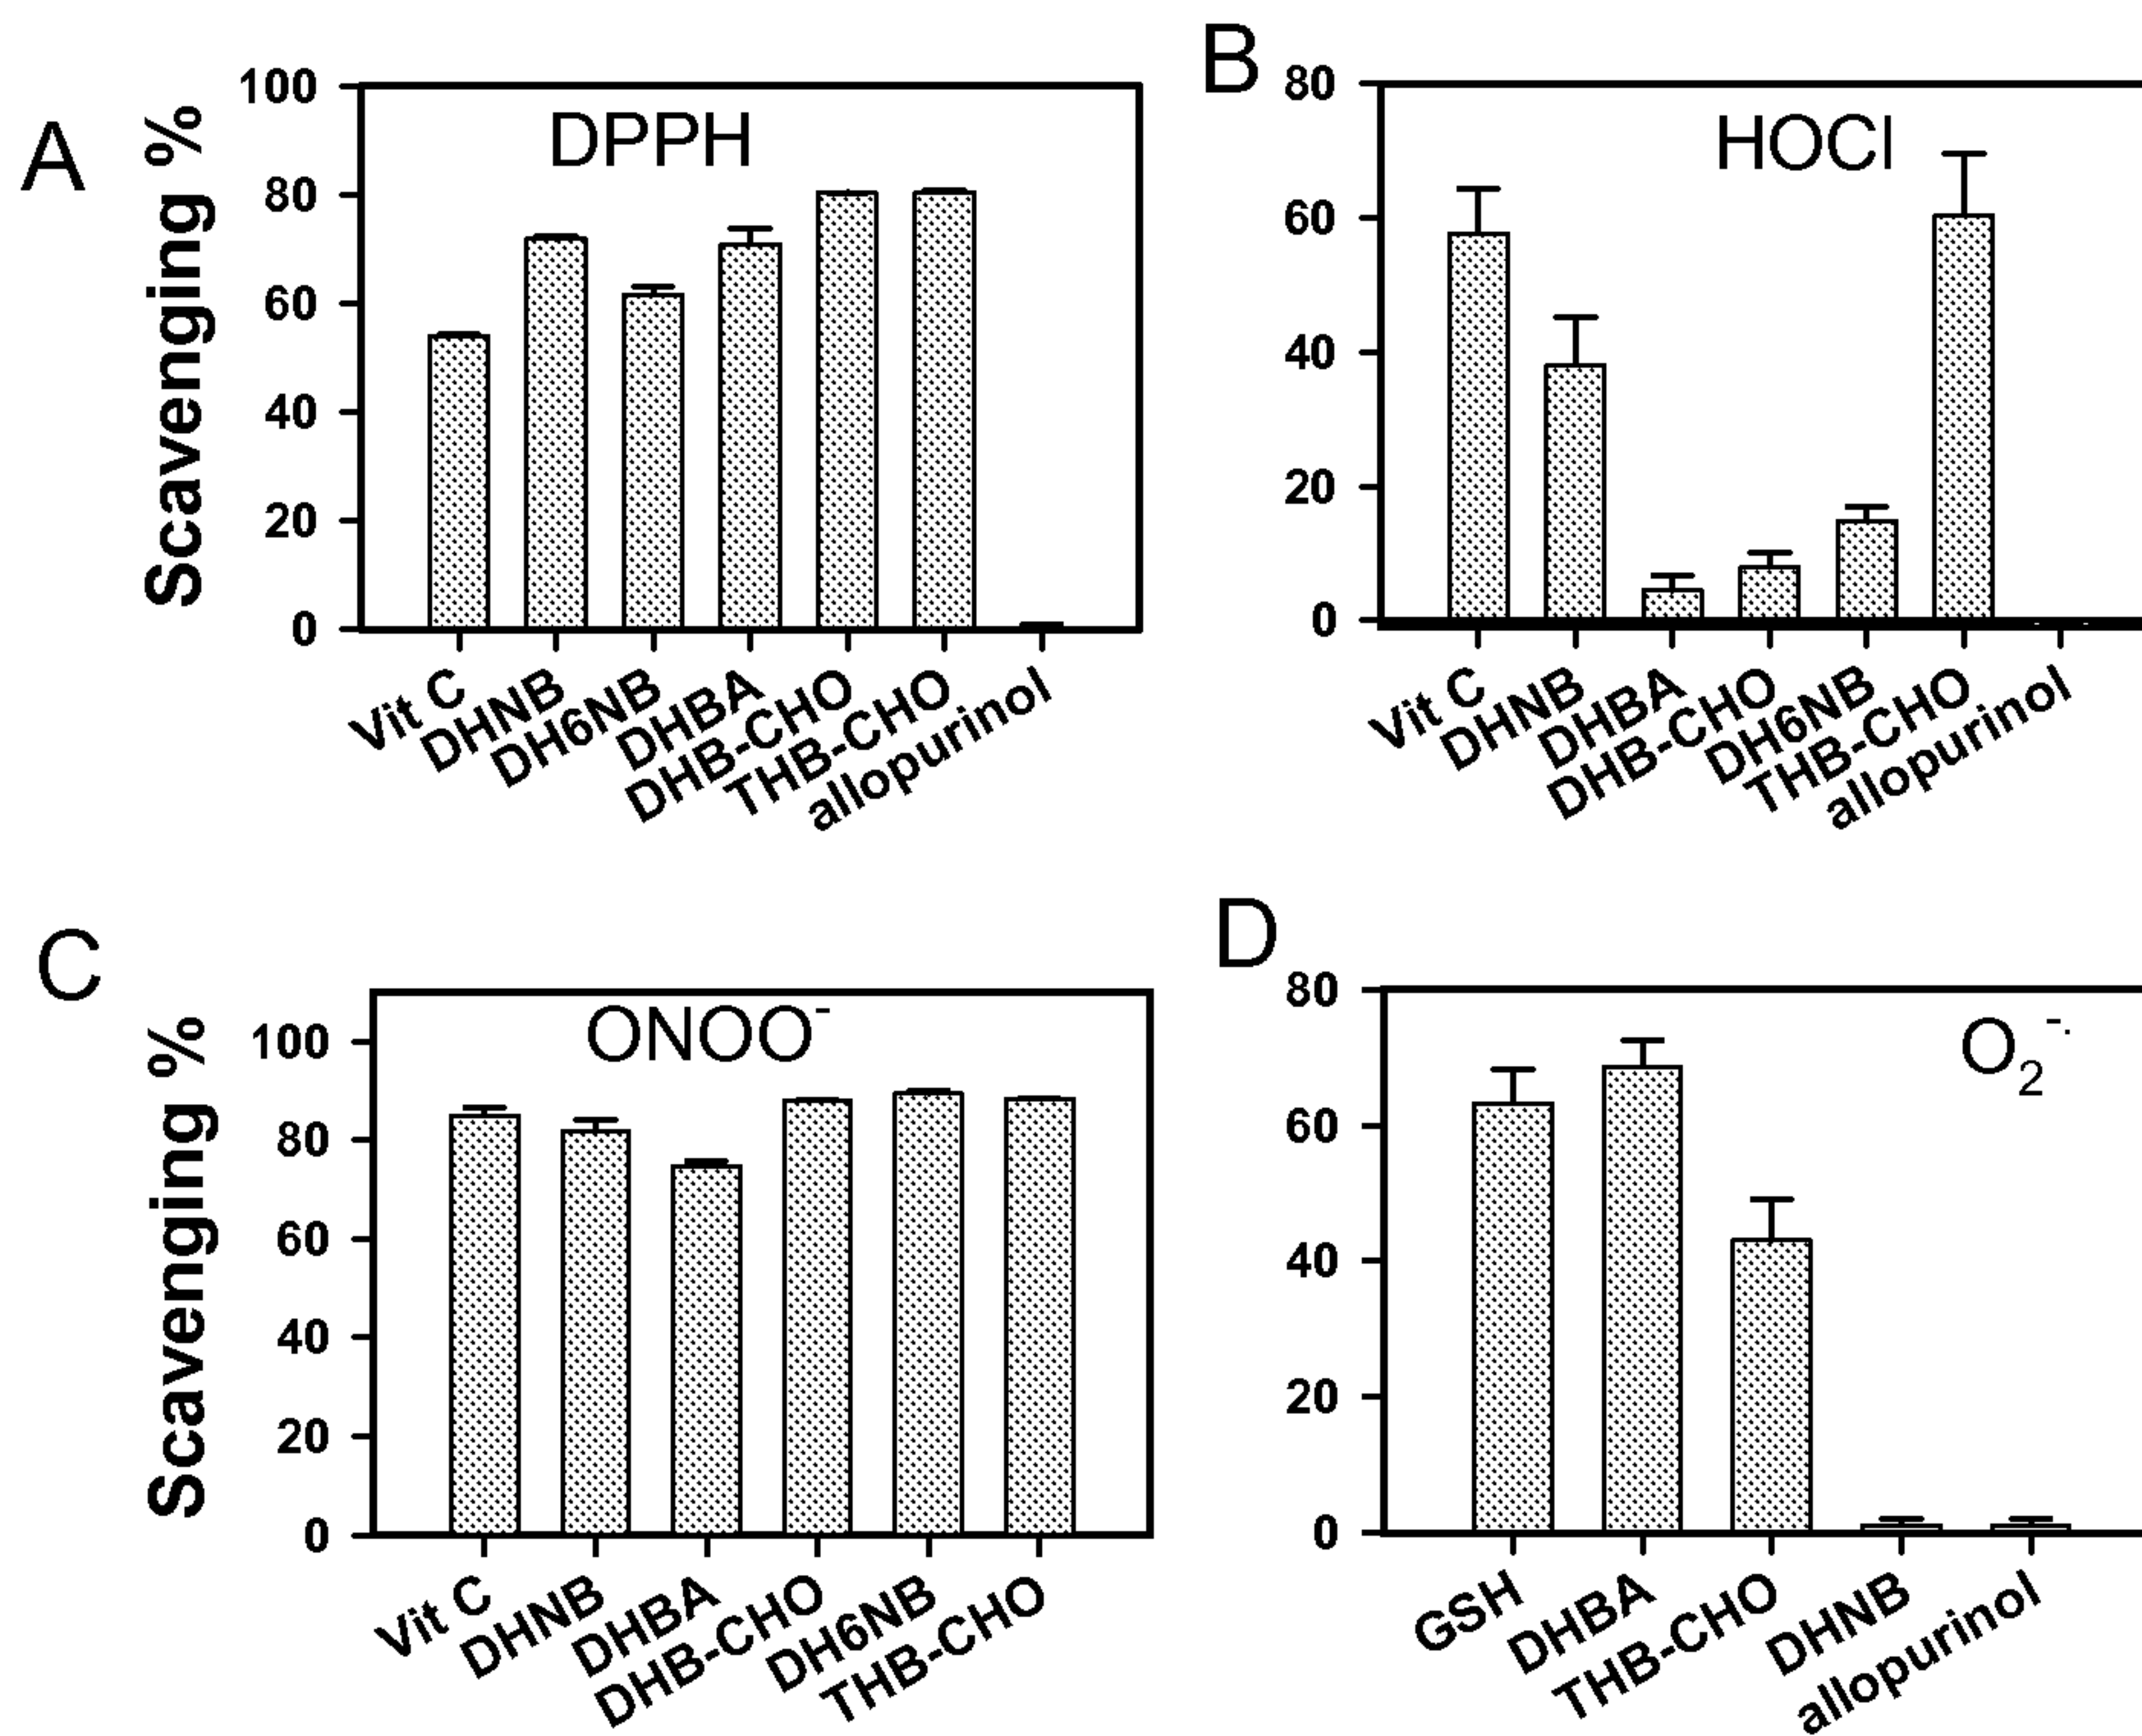 A
DPPH
Scavenging %
100
80
60
40
20
0
Vit C
DHNB
DH6NB
DHBA
DHB-CHO
THB-CHO
allopurinol
B
HOCl
80
60
40
20
0
Vit C
DHNB
DHBA
DHB-CHO
DH6NB
THB-CHO
allopurinol
C
ONOO⁻
Scavenging %
100
80
60
40
20
0
Vit C
DHNB
DHBA
DHB-CHO
DH6NB
THB-CHO
D
O₂⁻·
80
60
40
20
0
GSH
DHBA
THB-CHO
DHNB
allopurinol